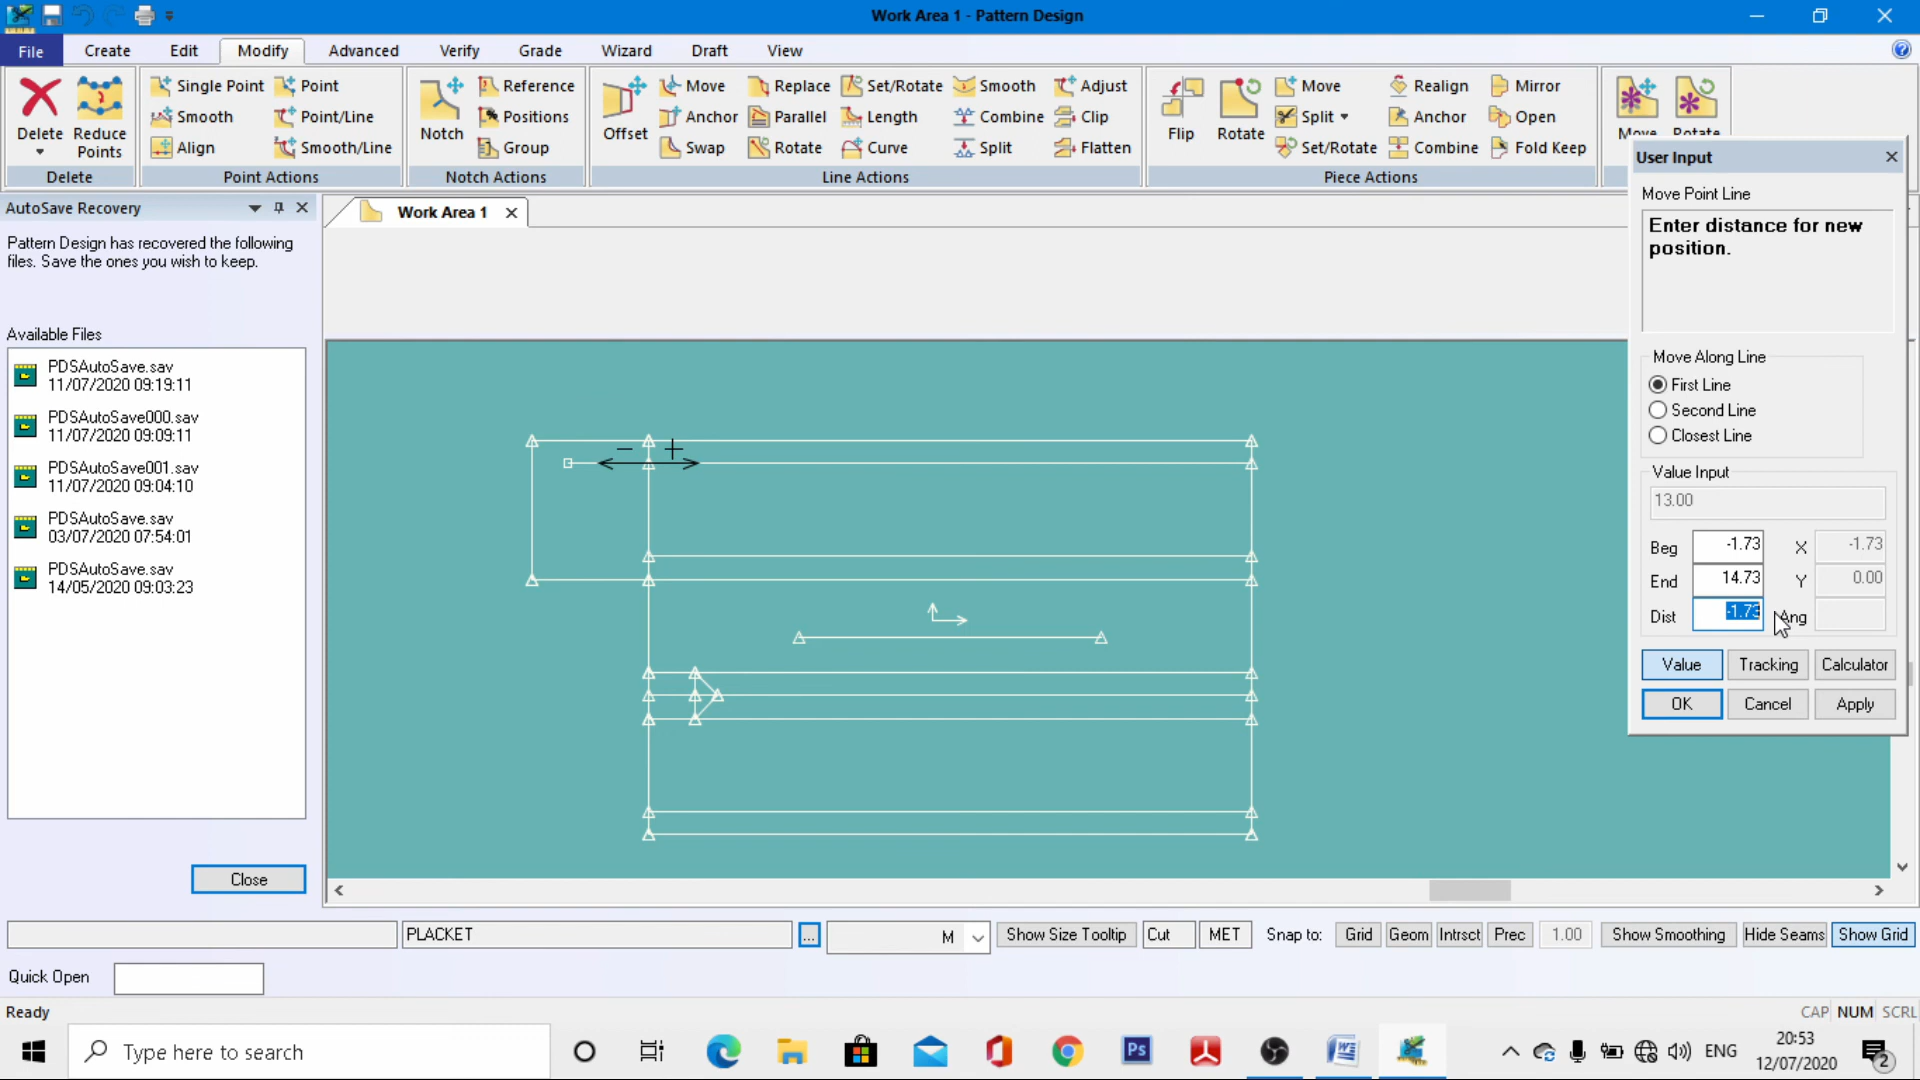 Work Area 1 - Pattern Design
File Create Edit Modify Advanced Verify Grade Wizard Draft View
Delete
Reduce Points
Delete
Single Point
Smooth
Align
Point
Point/Line
Smooth/Line
Point Actions
Notch
Reference
Positions
Group
Notch Actions
Offset
Move
Anchor
Swap
Replace
Parallel
Rotate
Set/Rotate
Length
Curve
Smooth
Combine
Split
Adjust
Clip
Flatten
Line Actions
Flip
Rotate
Move
Split
Set/Rotate
Realign
Anchor
Combine
Mirror
Open
Fold Keep
Piece Actions
Move
Rotate
AutoSave Recovery
Pattern Design has recovered the following
files. Save the ones you wish to keep.
Available Files
PDSAutoSave.sav
11/07/2020 09:19:11
PDSAutoSave000.sav
11/07/2020 09:09:11
PDSAutoSave001.sav
11/07/2020 09:04:10
PDSAutoSave.sav
03/07/2020 07:54:01
PDSAutoSave.sav
14/05/2020 09:03:23
Close
Work Area 1
User Input
Move Point Line
Enter distance for new
position.
Move Along Line
First Line
Second Line
Closest Line
Value Input
13.00
Beg -1.73 X -1.73
End 14.73 Y 0.00
Dist -1.73 Ang
Value Tracking Calculator
OK Cancel Apply
PLACKET ... M Show Size Tooltip Cut MET Snap to: Grid Geom Intrsct Prec 1.00 Show Smoothing Hide Seams Show Grid
Quick Open
Ready CAP NUM SCRL
Type here to search
Ps
ENG
20:53
12/07/2020
2